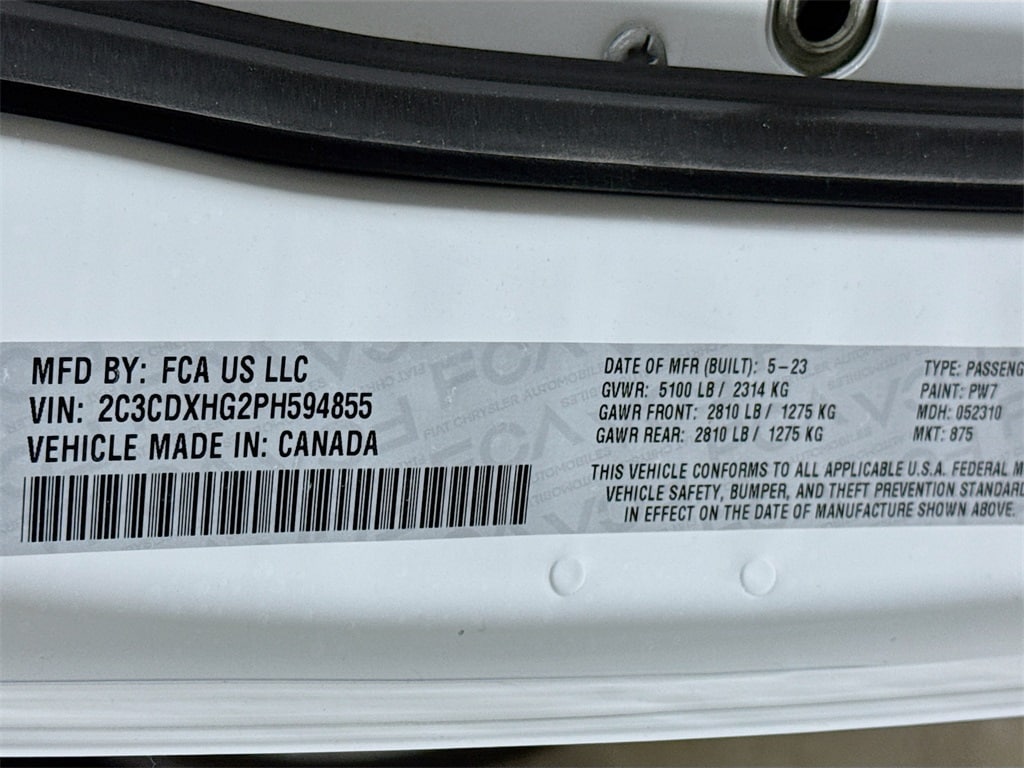 MFD BY: FCA US LLC
VIN: 2C3CDXHG2PH594855
VEHICLE MADE IN: CANADA
DATE OF MFR (BUILT): 5-23
GVWR: 5100 LB / 2314 KG
GAWR FRONT: 2810 LB / 1275 KG
GAWR REAR: 2810 LB / 1275 KG
TYPE: PASSENG
PAINT: PW7
MDH: 052310
MKT: 875
THIS VEHICLE CONFORMS TO ALL APPLICABLE U.S.A. FEDERAL M
VEHICLE SAFETY, BUMPER, AND THEFT PREVENTION STANDARD
IN EFFECT ON THE DATE OF MANUFACTURE SHOWN ABOVE.